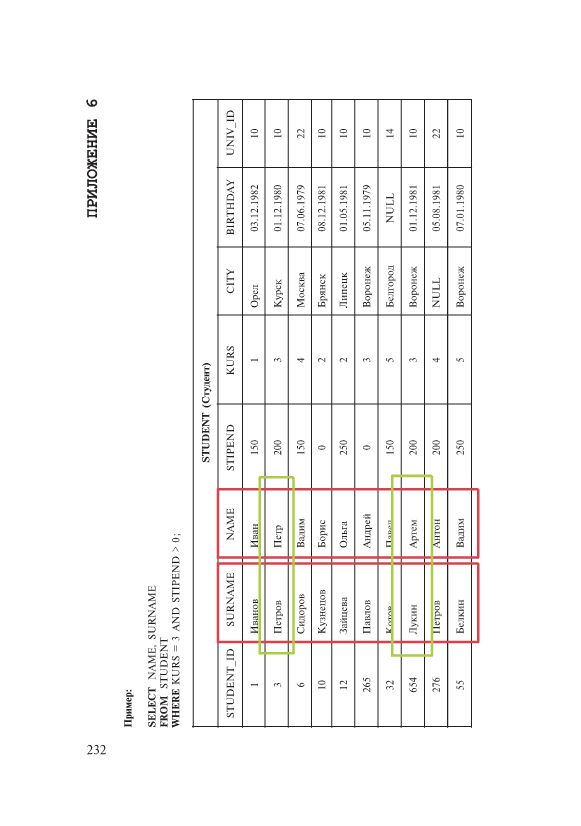 ПРИЛОЖЕНИЕ 6
Пример:
SELECT NAME, SURNAME
FROM STUDENT
WHERE KURS = 3 AND STIPEND > 0;
STUDENT (Студент)
STUDENT_ID SURNAME NAME STIPEND KURS CITY BIRTHDAY UNIV_ID
1 Иванов Иван 150 1 Орел 03.12.1982 10
3 Петров Петр 200 3 Курск 01.12.1980 10
6 Сидоров Вадим 150 4 Москва 07.06.1979 22
10 Кузнецов Борис 0 2 Брянск 08.12.1981 10
12 Зайцева Ольга 250 2 Липецк 01.05.1981 10
265 Павлов Андрей 0 3 Воронеж 05.11.1979 10
32 Котов Павел 150 5 Белгород NULL 14
654 Лукин Артем 200 3 Воронеж 01.12.1981 10
276 Петров Антон 200 4 NULL 05.08.1981 22
55 Белкин Вадим 250 5 Воронеж 07.01.1980 10
232